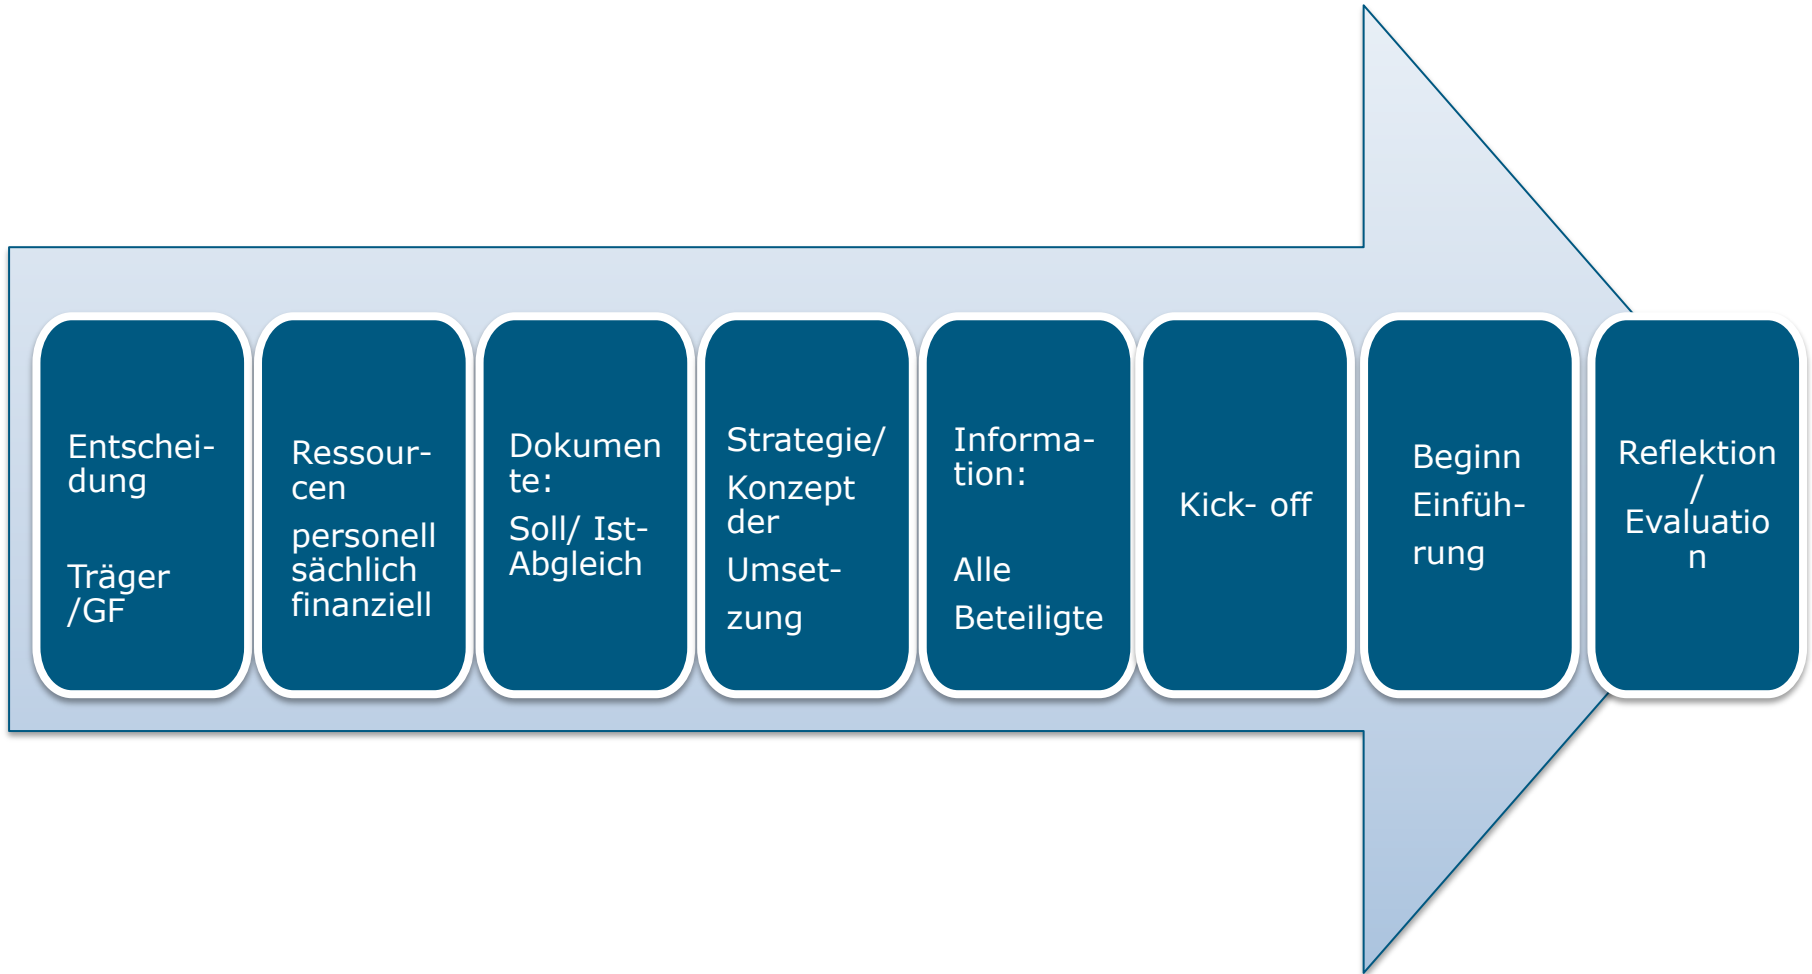 Entschei-
dung
Träger
/GF
Ressour-
cen
personell
sächlich
finanziell
Dokumen
te:
Soll/ Ist-
Abgleich
Strategie/
Konzept
der
Umset-
zung
Informa-
tion:
Alle
Beteiligte
Kick- off
Beginn
Einfüh-
rung
Reflektion
/
Evaluatio
n